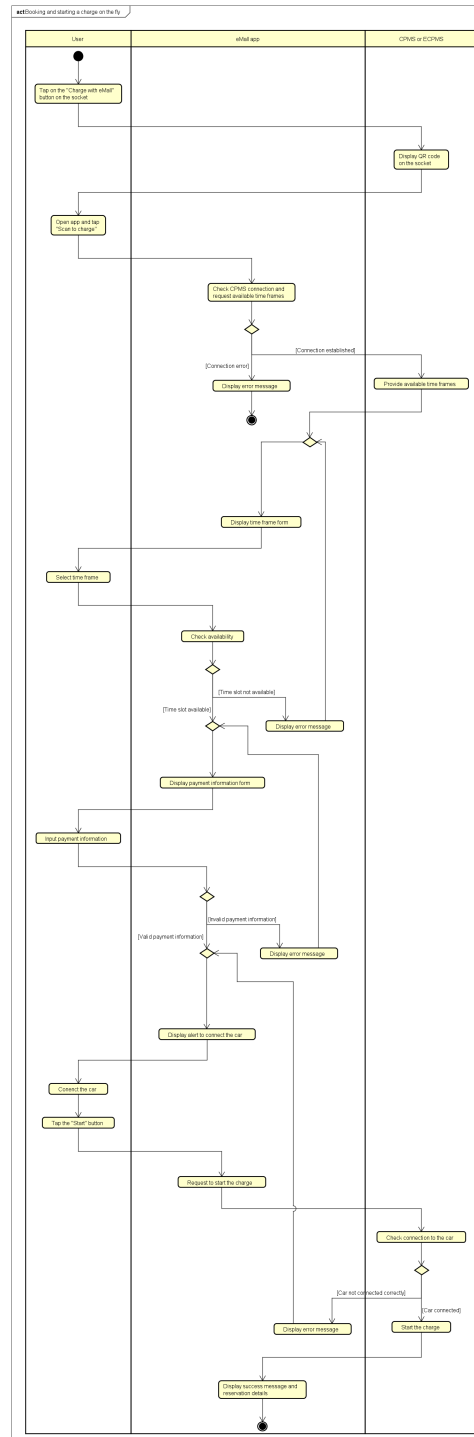 act Booking and starting a charge on the fly
User
eMall app
CPMS or ECPMS
Tap on the "Charge with eMall"
button on the socket
Display QR code
on the socket
Open app and tap
"Scan to charge"
Check CPMS connection and
request available time frames
[Connection established]
[Connection error]
Display error message
Provide available time frames
Display time frame form
Select time frame
Check availability
[Time slot not available]
[Time slot available]
Display error message
Display payment information form
Input payment information
[Invalid payment information]
[Valid payment information]
Display error message
Display alert to connect the car
Conenct the car
Tap the "Start" button
Request to start the charge
Check connection to the car
[Car not connected correctly]
[Car connected]
Display error message
Start the charge
Display success message and
reservation details